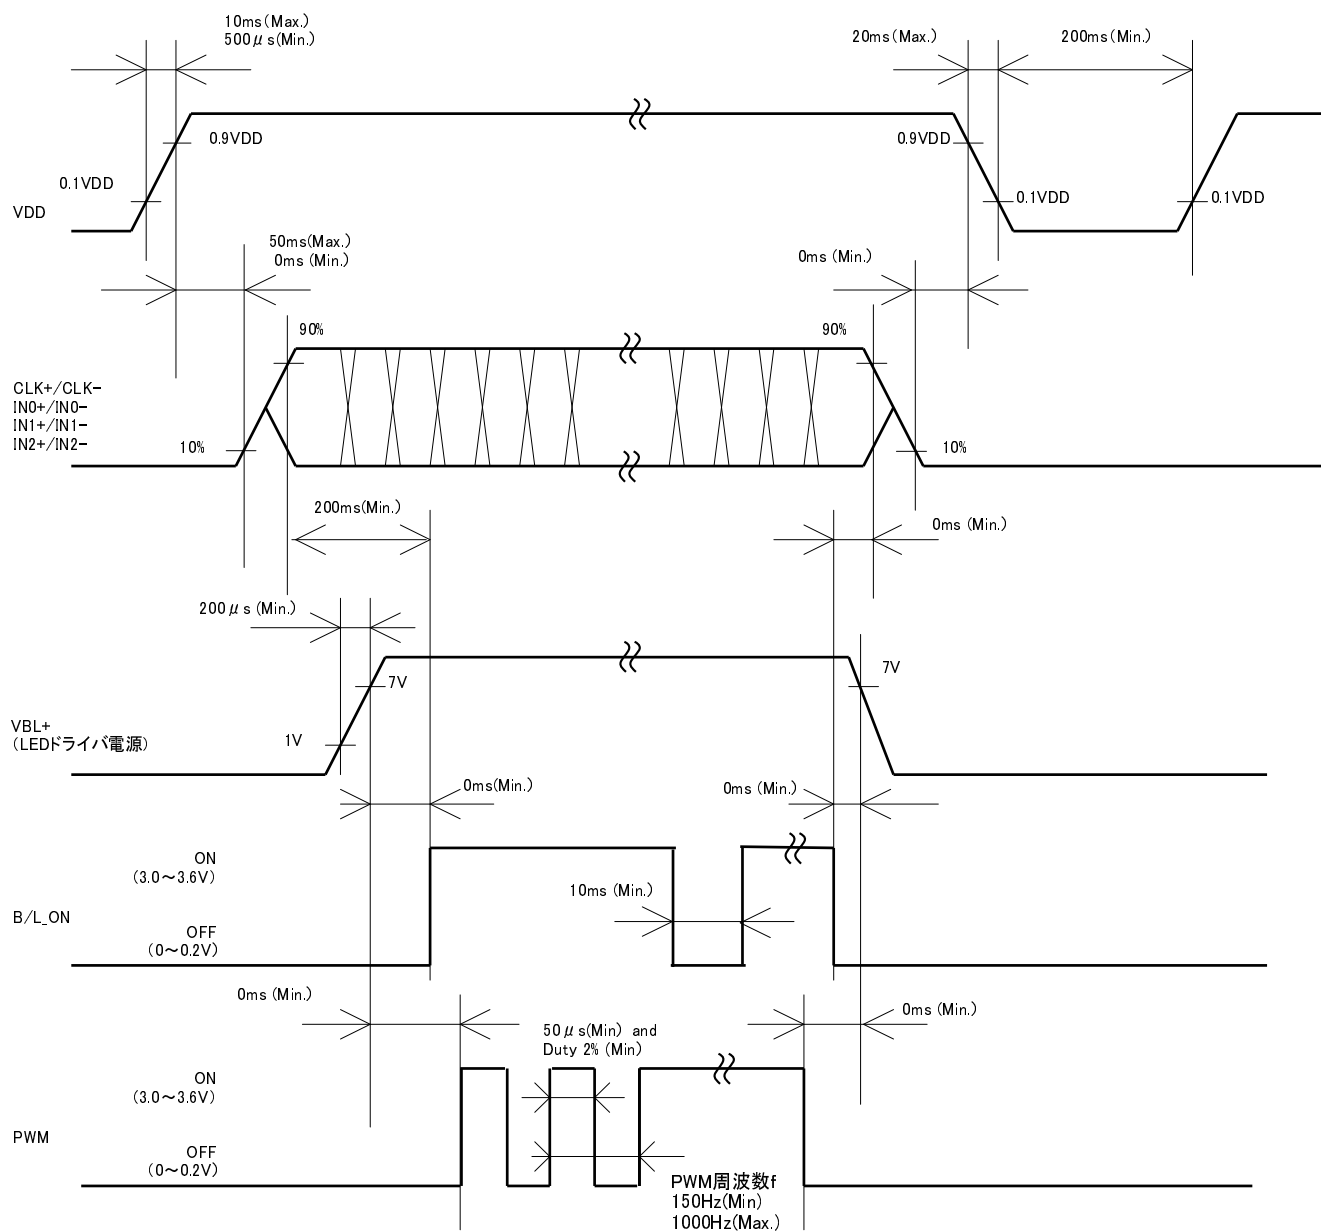 10ms(Max.)
500μs(Min.)
20ms(Max.)
200ms(Min.)
0.9VDD
0.9VDD
0.1VDD
0.1VDD
0.1VDD
VDD
50ms(Max.)
0ms (Min.)
0ms (Min.)
90%
90%
CLK+/CLK-
IN0+/IN0-
IN1+/IN1-
IN2+/IN2-
10%
10%
200ms(Min.)
0ms (Min.)
200μs (Min.)
7V
7V
VBL+
(LEDドライバ電源)
1V
0ms(Min.)
0ms (Min.)
ON
(3.0～3.6V)
10ms (Min.)
B/L_ON
OFF
(0～0.2V)
0ms (Min.)
0ms (Min.)
50μs(Min) and
Duty 2% (Min)
ON
(3.0～3.6V)
PWM
OFF
(0～0.2V)
PWM周波数f
150Hz(Min)
1000Hz(Max.)